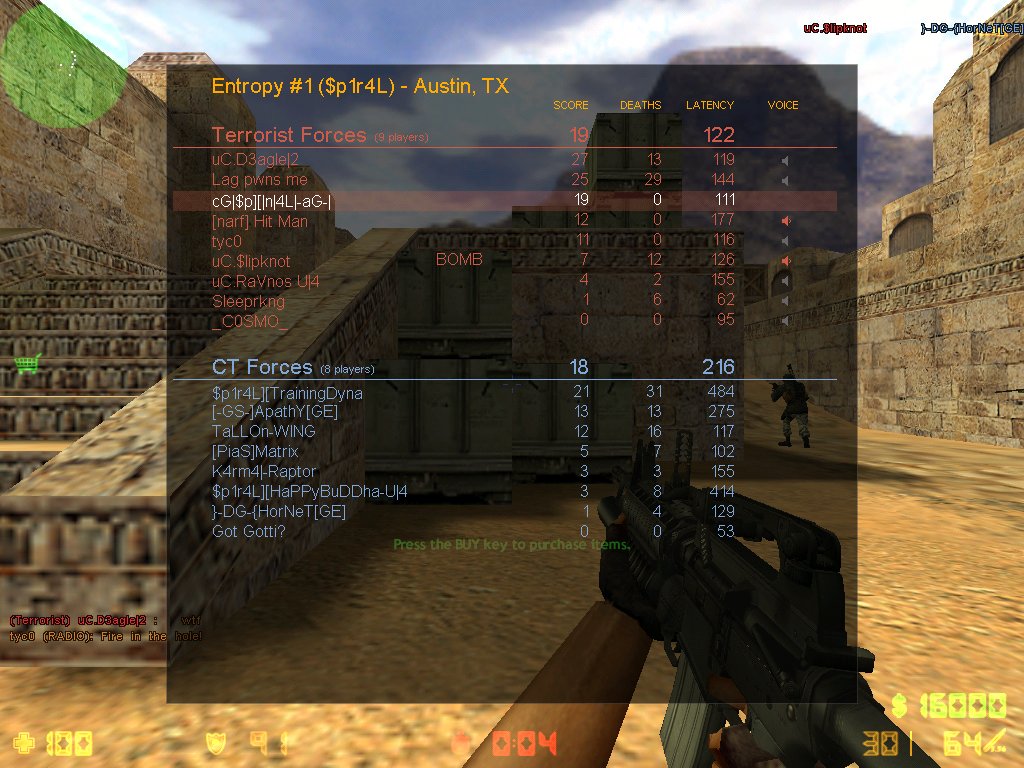 uC.$lipknot }-DG-{HorNeT[GE]
Entropy #1 ($p1r4L) - Austin, TX
SCORE DEATHS LATENCY VOICE
Terrorist Forces (9 players) 19 122
uC.D3agle|2 27 13 119
Lag pwns me 25 29 144
cG|$p][|n|4L|-aG-| 19 0 111
[narf] Hit Man 12 0 177
tyc0 11 0 116
uC.$lipknot BOMB 7 12 126
uC.RaVnos U|4 4 2 155
Sleeprkng 1 6 62
_C0SMO_ 0 0 95
CT Forces (8 players) 18 216
$p1r4L][TrainingDyna 21 31 484
[-GS-]ApathY[GE] 13 13 275
TaLLOn-WING 12 16 117
[PiaS]Matrix 5 7 102
K4rm4|-Raptor 3 3 155
$p1r4L][HaPPyBuDDha-U|4 3 8 414
}-DG-{HorNeT[GE] 1 4 129
Got Gotti? 0 0 53
Press the BUY key to purchase items.
(Terrorist) uC.D3agle|2 : wtf
tyc0 (RADIO): Fire in the hole!
$ 16000
100 91 0:04 30 | 64 5.56